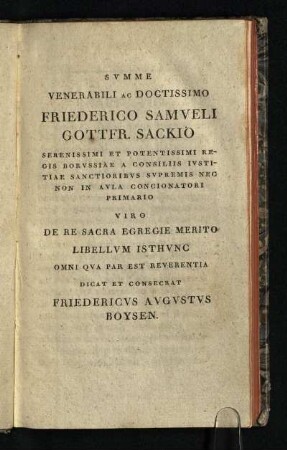 SVMME
VENERABILI AC DOCTISSIMO
FRIEDERICO SAMVELI
GOTTFR. SACKIO
SERENISSIMI ET POTENTISSIMI RE-
GIS BORVSSIAE A CONSILIIS IVSTI-
TIAE SANCTIORIBVS SVPREMIS NEC
NON IN AVLA CONCIONATORI
PRIMARIO
VIRO
DE RE SACRA EGREGIE MERITO
LIBELLVM ISTHVNC
OMNI QVA PAR EST REVERENTIA
DICAT ET CONSECRAT
FRIEDERICVS AVGVSTVS
BOYSEN.